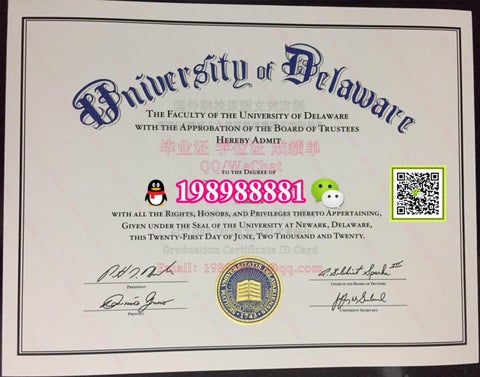 University of Delaware
The Faculty of the University of Delaware
with the Approbation of the Board of Trustees
Hereby Admit
毕业证 学位证 成绩单
QQ/WeChat
to the Degree of
198988881
with all the Rights, Honors, and Privileges thereto Appertaining,
Given under the Seal of the University at Newark, Delaware,
this Twenty-First Day of June, Two Thousand and Twenty.
Graduation Certificate ID Card
President
Chair of the Board of Trustees
Provost
University Secretary
1743